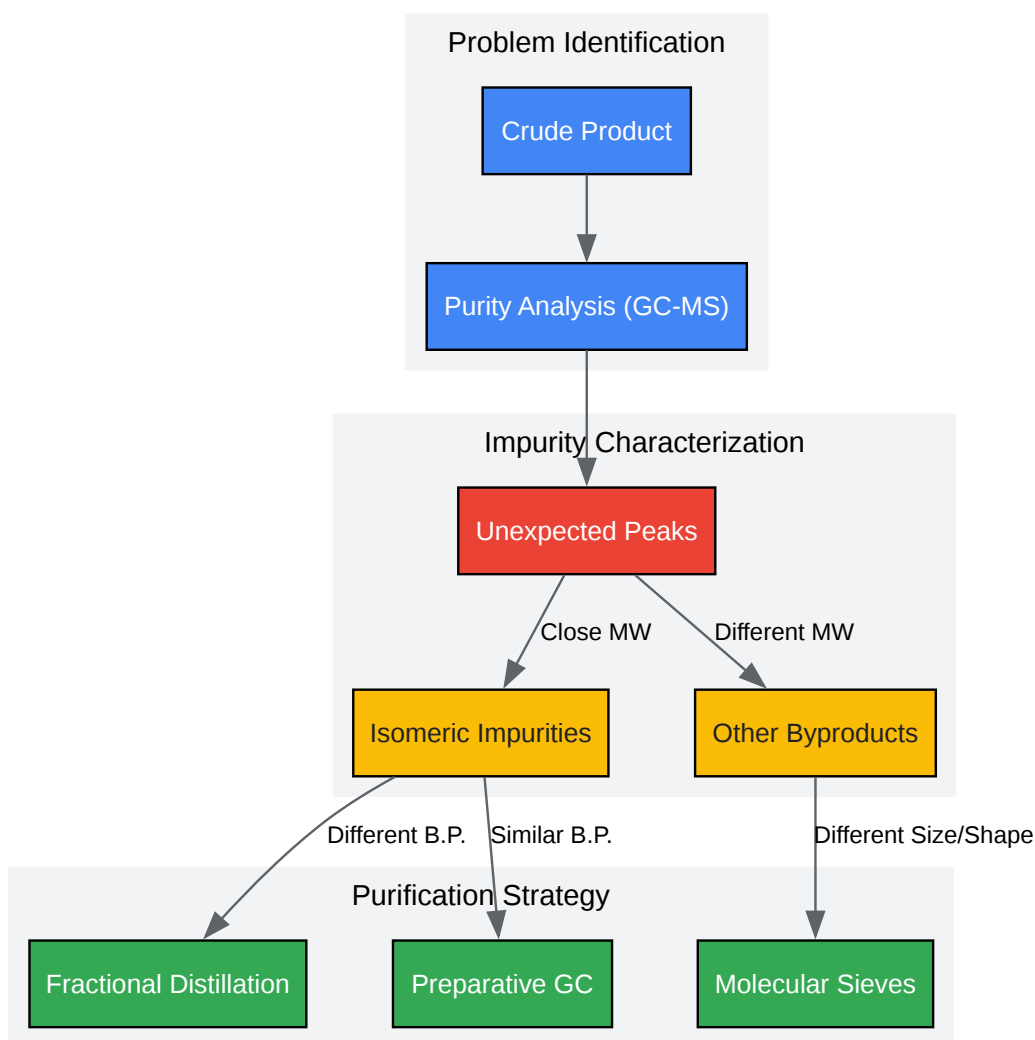 Problem Identification
Crude Product
Purity Analysis (GC-MS)
Impurity Characterization
Unexpected Peaks
Close MW
Different MW
Isomeric Impurities
Other Byproducts
Different B.P.
Similar B.P.
Different Size/Shape
Purification Strategy
Fractional Distillation
Preparative GC
Molecular Sieves